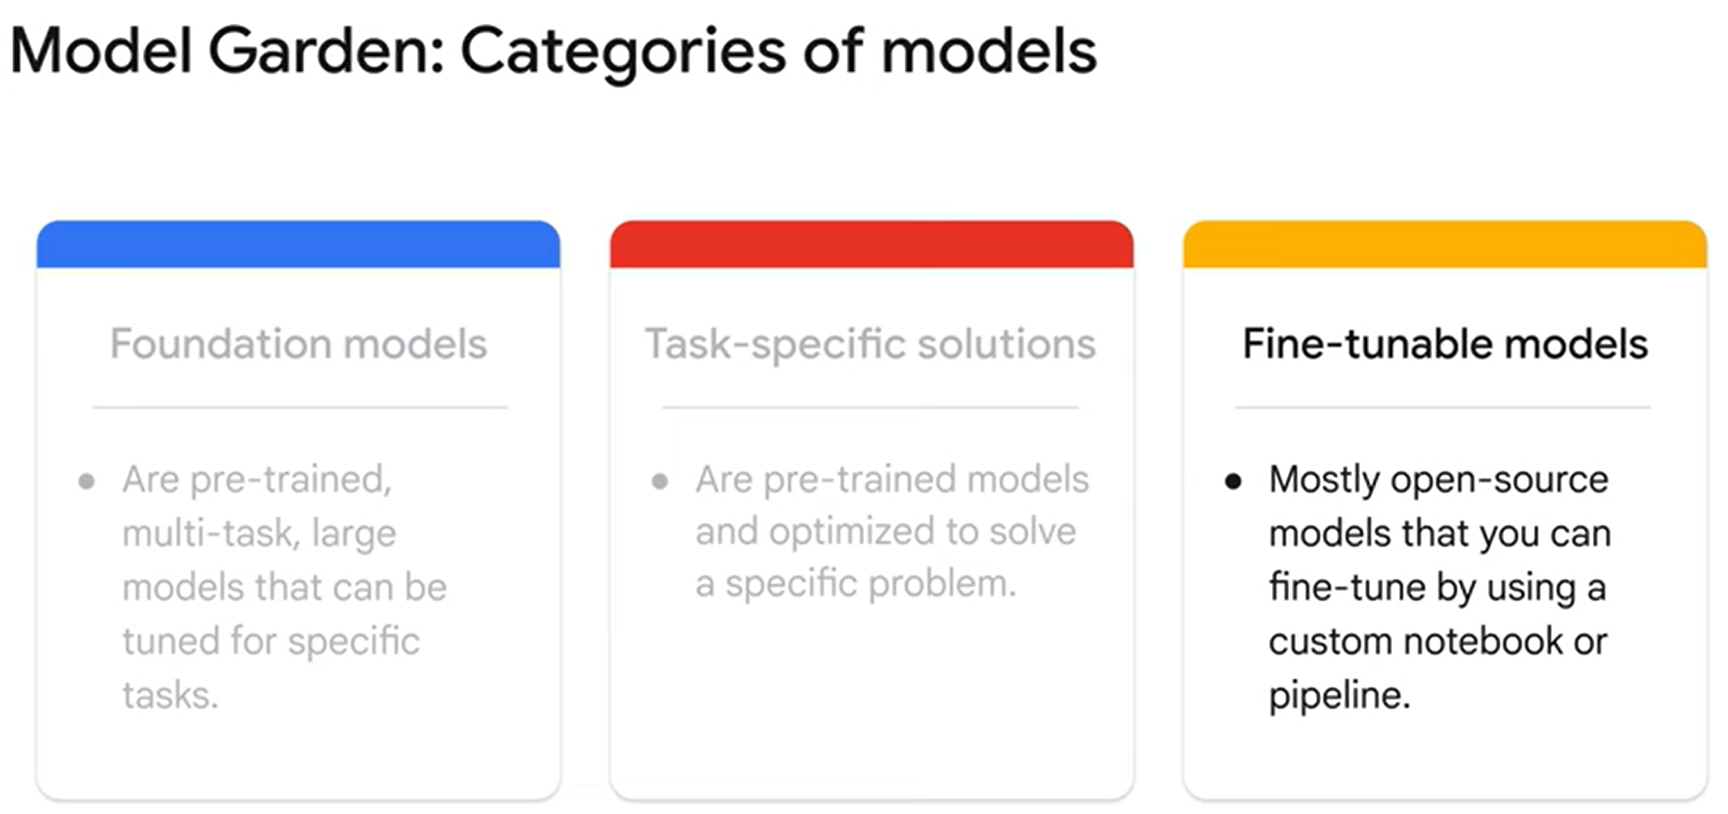 Model Garden: Categories of models
Foundation models
● Are pre-trained,
multi-task, large
models that can be
tuned for specific
tasks.
Task-specific solutions
● Are pre-trained models
and optimized to solve
a specific problem.
Fine-tunable models
● Mostly open-source
models that you can
fine-tune by using a
custom notebook or
pipeline.